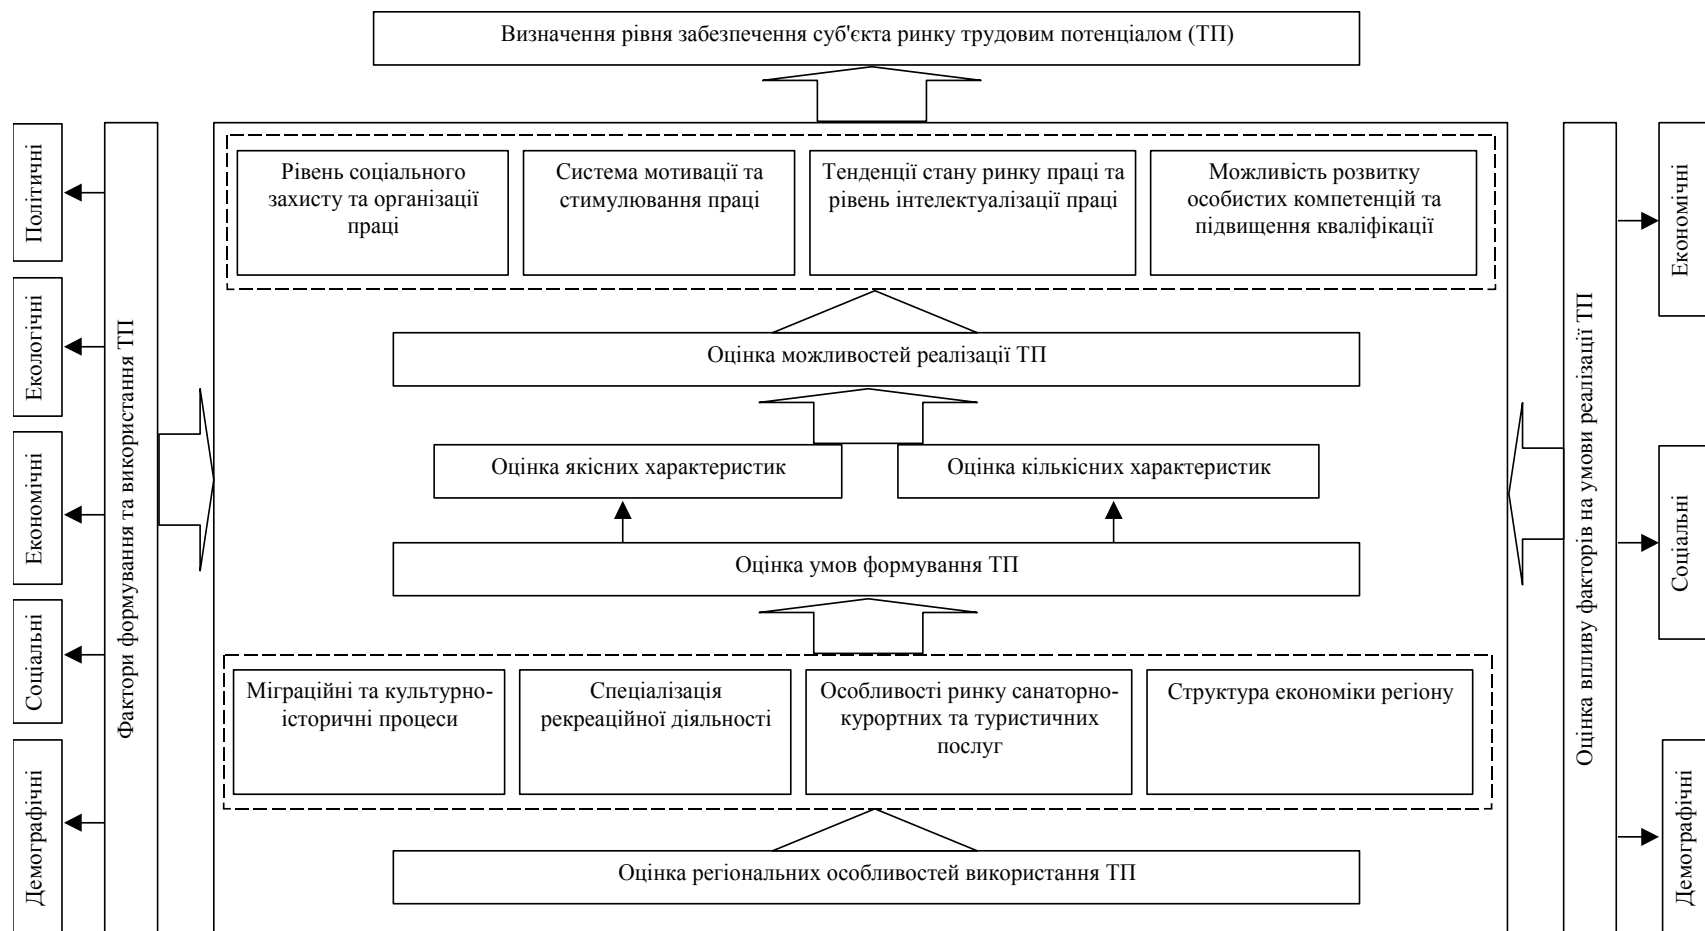 Визначення рівня забезпечення суб'єкта ринку трудовим потенціалом (ТП)
Політичні
Екологічні
Економічні
Соціальні
Демографічні
Фактори формування та використання ТП
Рівень соціального
захисту та організації
праці
Система мотивації та
стимулювання праці
Тенденції стану ринку праці та
рівень інтелектуалізації праці
Можливість розвитку
особистих компетенцій та
підвищення кваліфікації
Оцінка можливостей реалізації ТП
Оцінка якісних характеристик
Оцінка кількісних характеристик
Оцінка умов формування ТП
Міграційні та культурно-
історичні процеси
Спеціалізація
рекреаційної діяльності
Особливості ринку санаторно-
курортних та туристичних
послуг
Структура економіки регіону
Оцінка регіональних особливостей використання ТП
Оцінка впливу факторів на умови реалізації ТП
Економічні
Соціальні
Демографічні